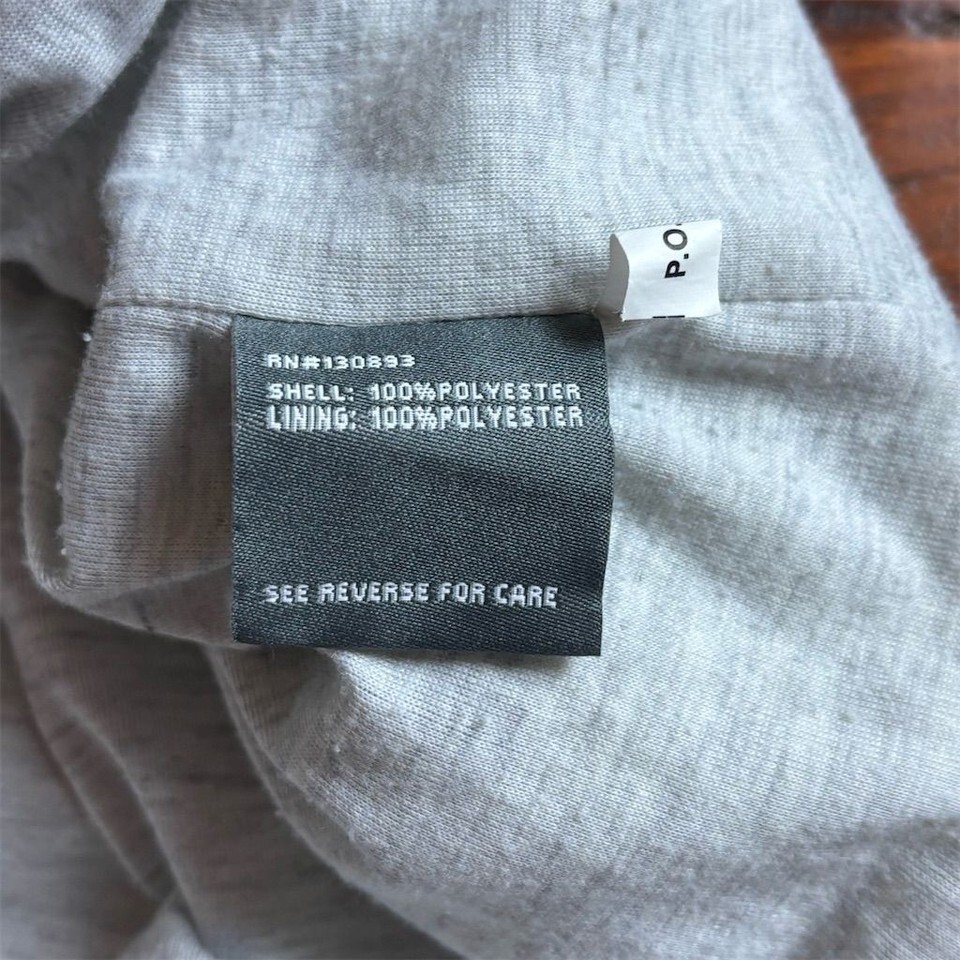 P.O
RN#130893
SHELL: 100%POLYESTER
LINING: 100%POLYESTER
SEE REVERSE FOR CARE